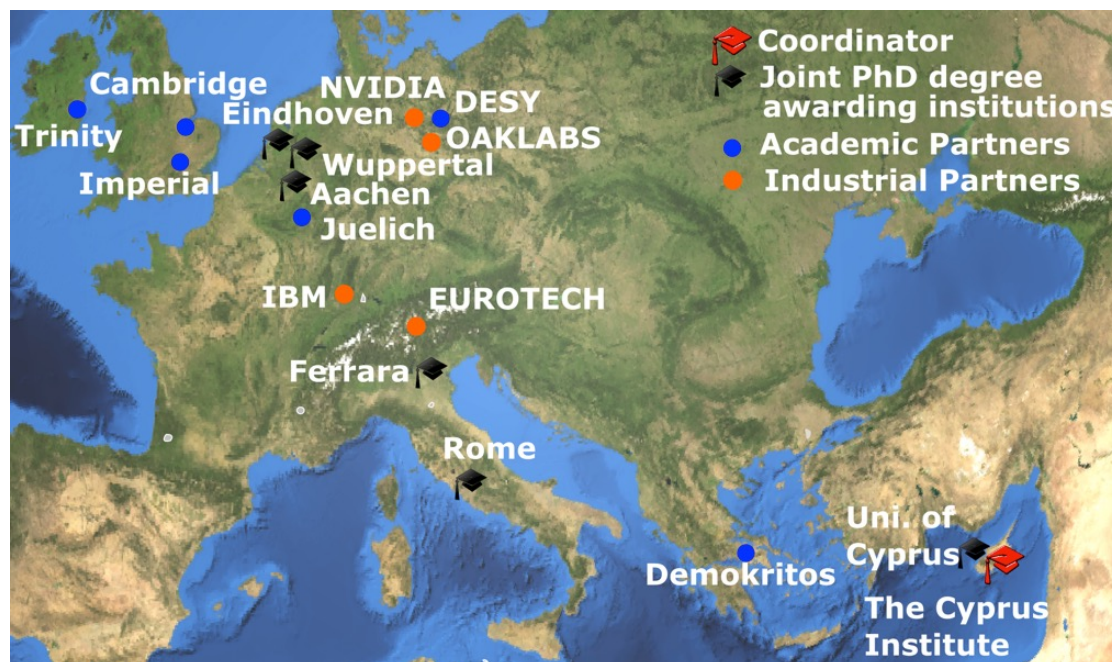 Coordinator
Joint PhD degree
awarding institutions
Academic Partners
Industrial Partners
Cambridge
Trinity
Imperial
NVIDIA
Eindhoven
DESY
OAKLABS
Wuppertal
Aachen
Juelich
IBM
EUROTECH
Ferrara
Rome
Demokritos
Uni. of
Cyprus
The Cyprus
Institute